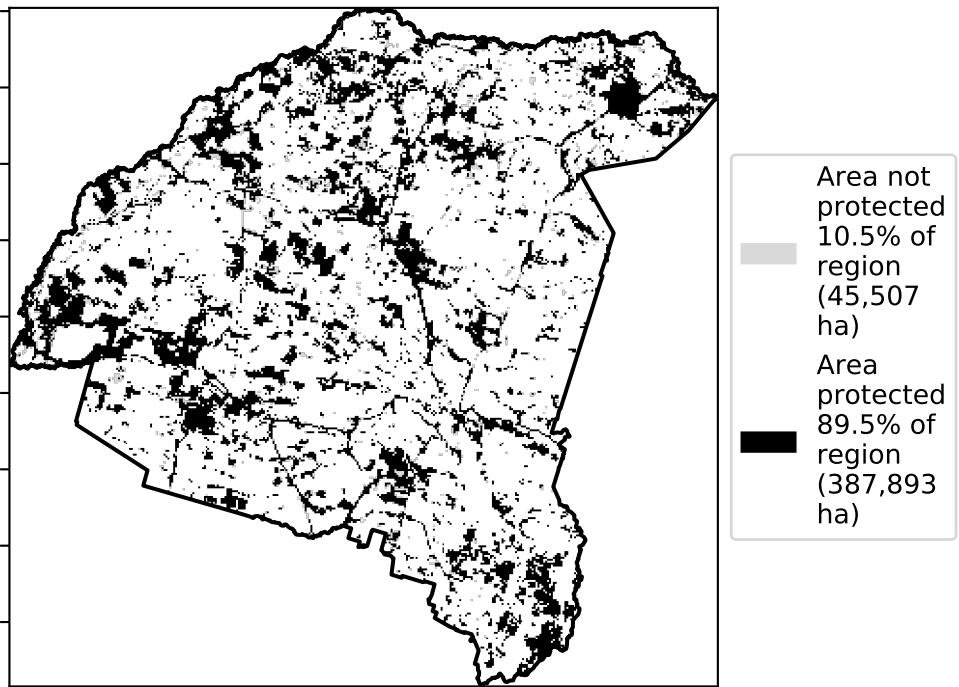 Area not
protected
10.5% of
region
(45,507
ha)
Area
protected
89.5% of
region
(387,893
ha)